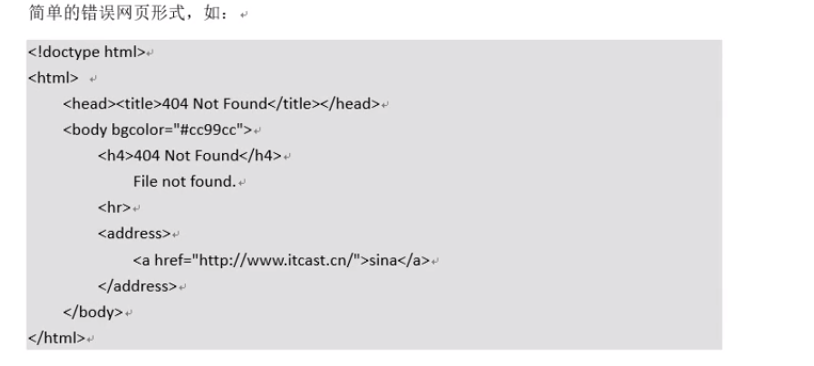 简单的错误网页形式，如：
<!doctype html>
<html>
<head><title>404 Not Found</title></head>
<body bgcolor="#cc99cc">
<h4>404 Not Found</h4>
File not found.
<hr>
<address>
<a href="http://www.itcast.cn/">sina</a>
</address>
</body>
</html>